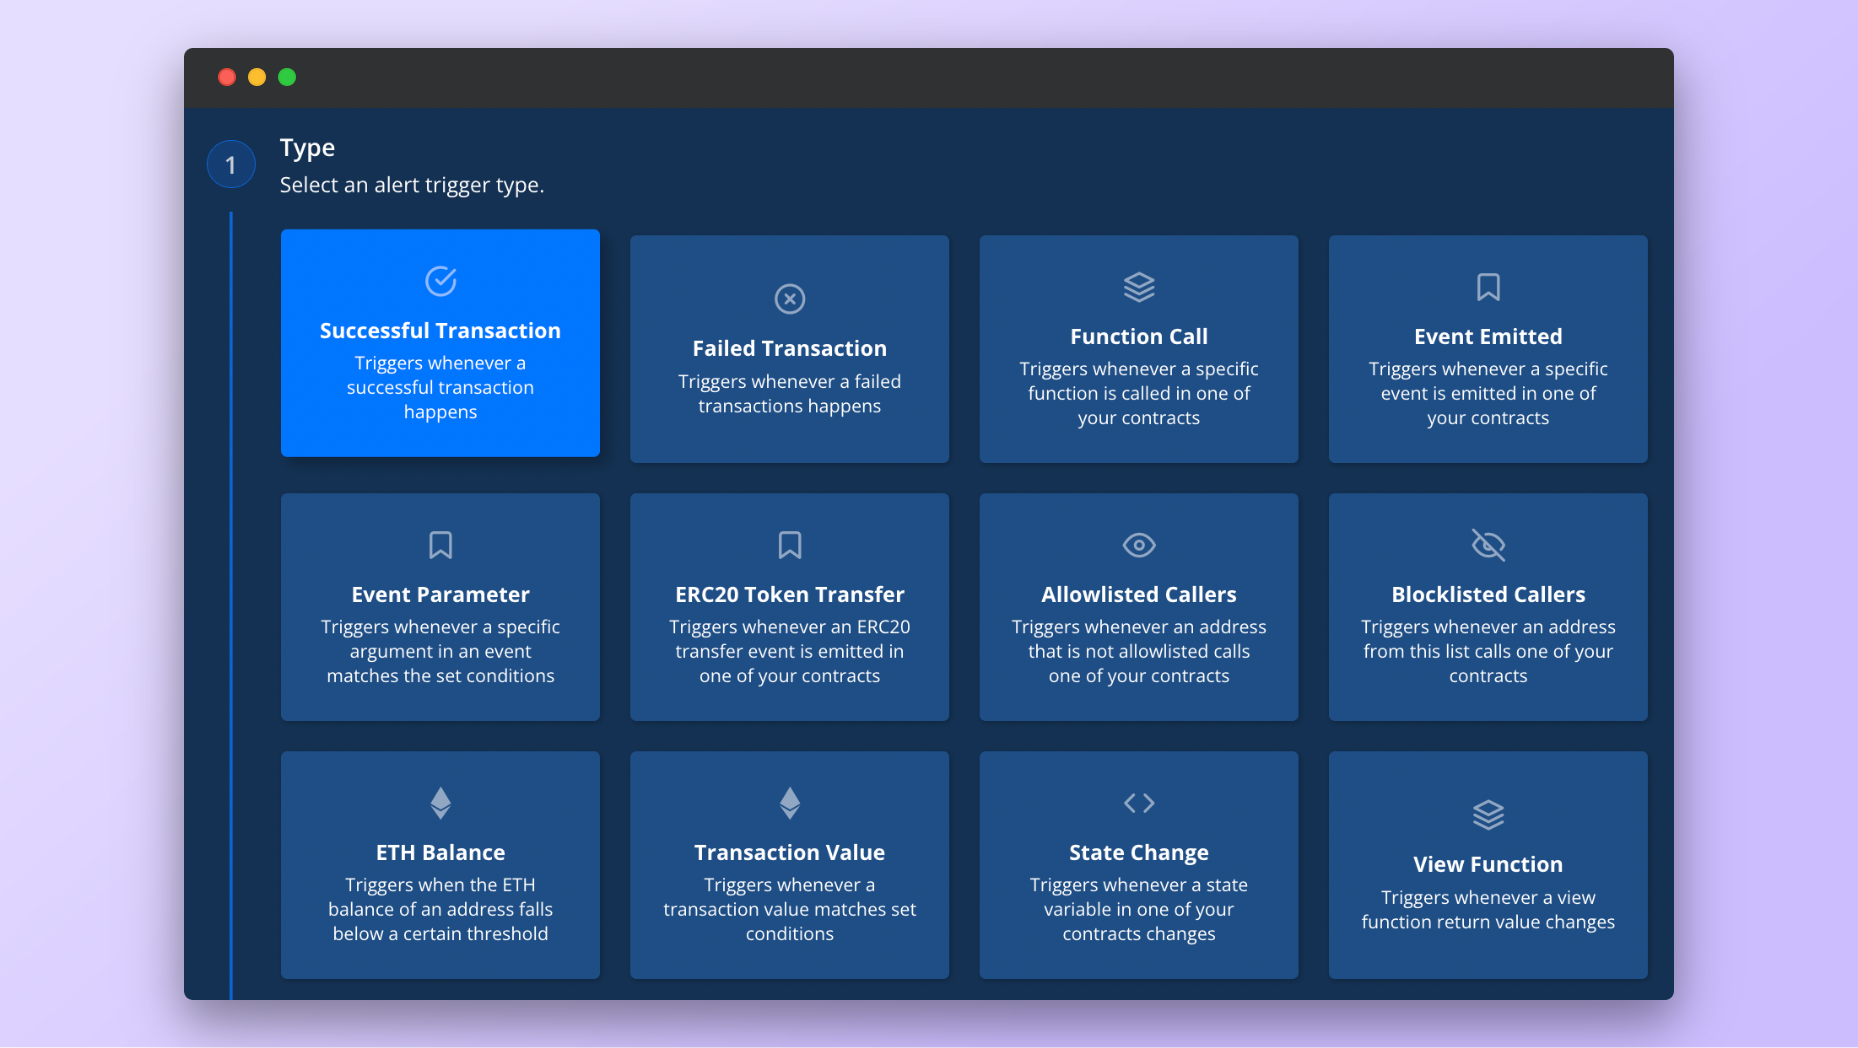 1
Type
Select an alert trigger type.
Successful Transaction
Triggers whenever a
successful transaction
happens
Failed Transaction
Triggers whenever a failed
transactions happens
Function Call
Triggers whenever a specific
function is called in one of
your contracts
Event Emitted
Triggers whenever a specific
event is emitted in one of
your contracts
Event Parameter
Triggers whenever a specific
argument in an event
matches the set conditions
ERC20 Token Transfer
Triggers whenever an ERC20
transfer event is emitted in
one of your contracts
Allowlisted Callers
Triggers whenever an address
that is not allowlisted calls
one of your contracts
Blocklisted Callers
Triggers whenever an address
from this list calls one of your
contracts
ETH Balance
Triggers when the ETH
balance of an address falls
below a certain threshold
Transaction Value
Triggers whenever a
transaction value matches set
conditions
State Change
Triggers whenever a state
variable in one of your
contracts changes
View Function
Triggers whenever a view
function return value changes